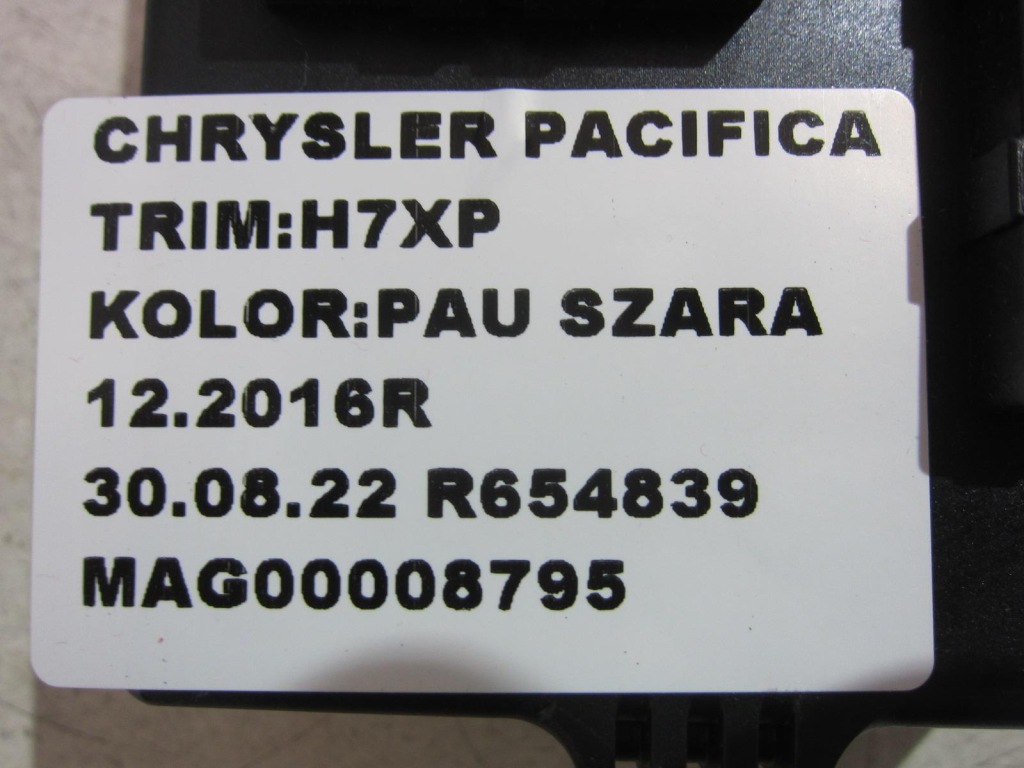 CHRYSLER PACIFICA
TRIM:H7XP
KOLOR:PAU SZARA
12.2016R
30.08.22 R654839
MAG00008795